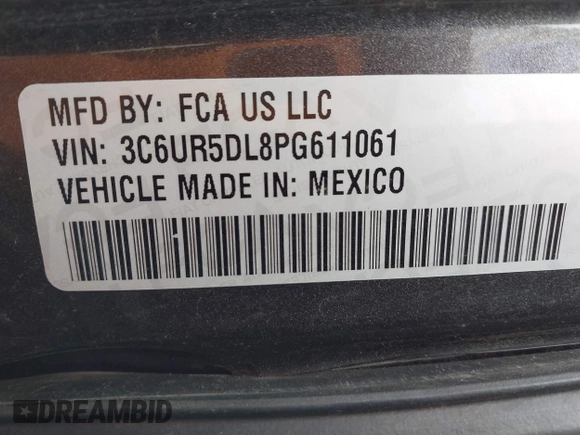 MFD BY: FCA US LLC
VIN: 3C6UR5DL8PG611061
VEHICLE MADE IN: MEXICO
DREAMBID